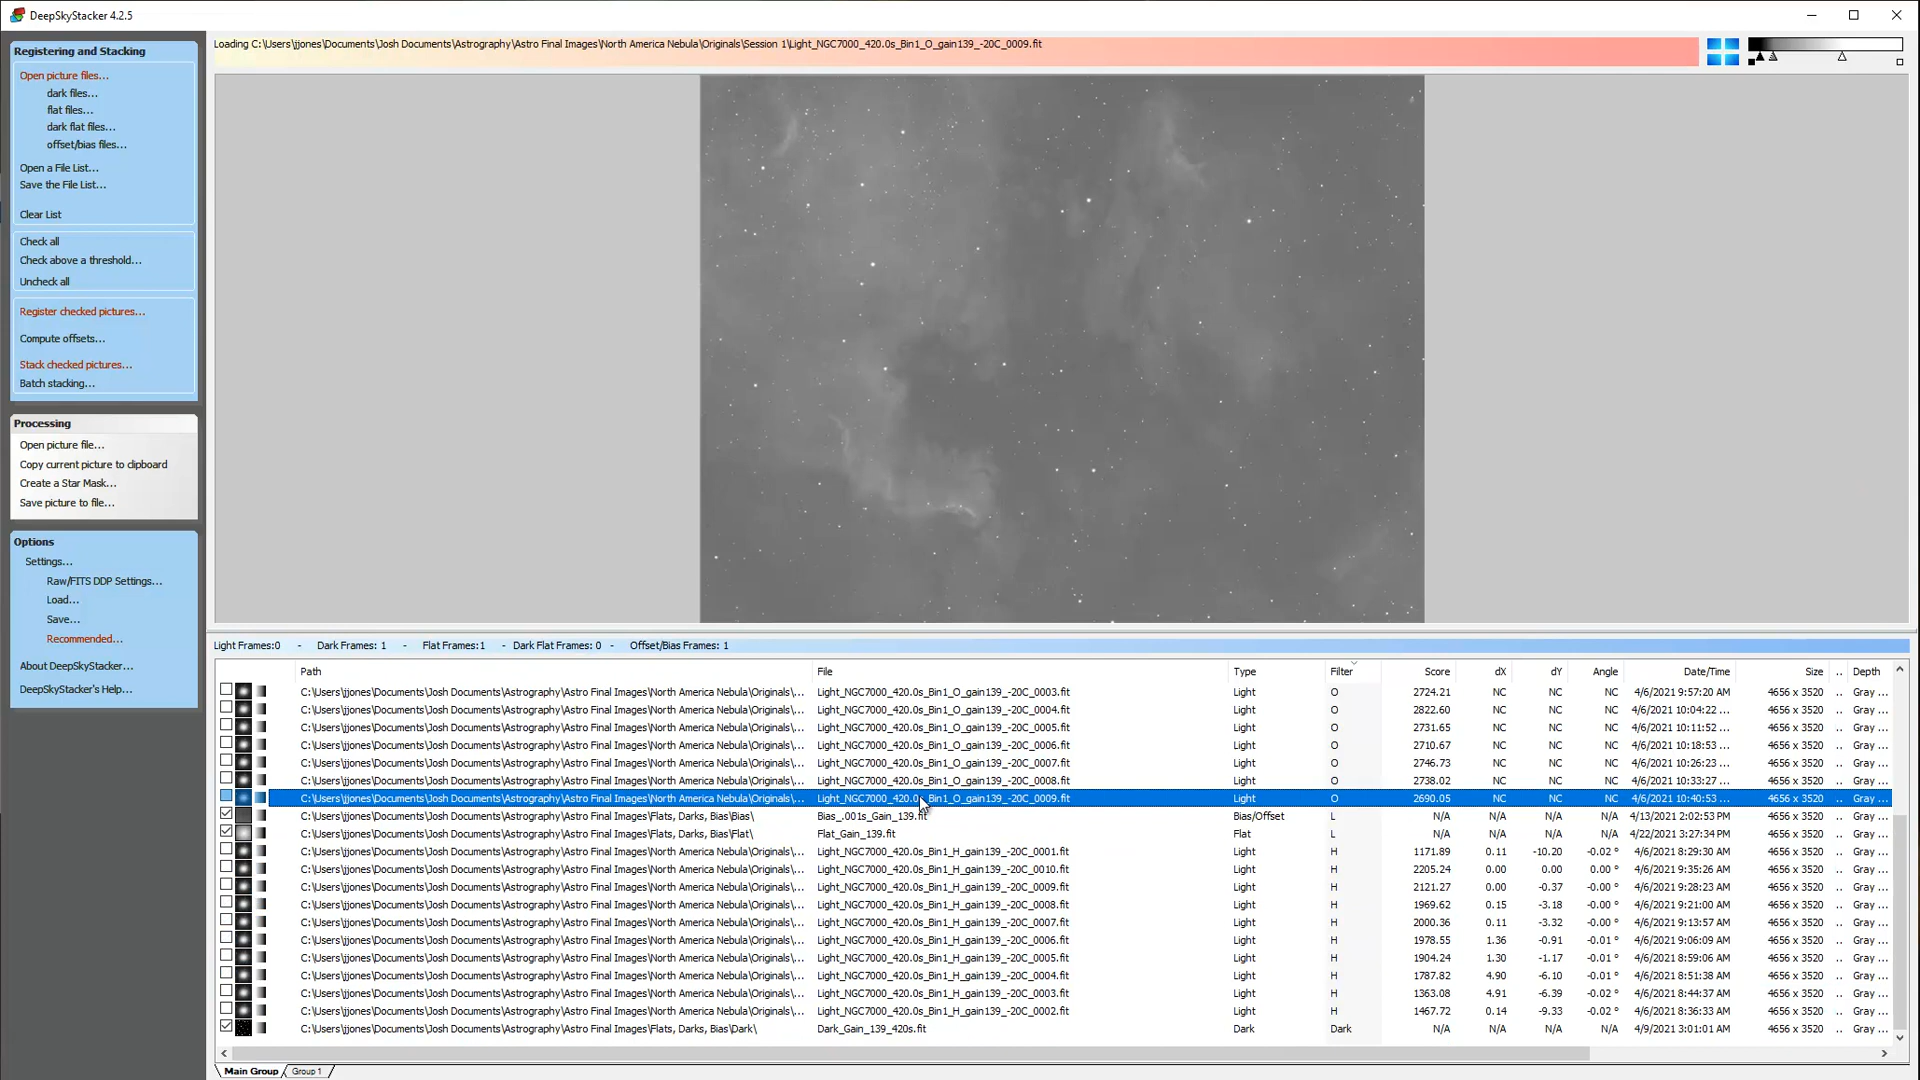 DeepSkyStacker 4.2.5
Registering and Stacking
Open picture files...
dark files...
flat files...
dark flat files...
offset/bias files...
Open a File List...
Save the File List...
Clear List
Check all
Check above a threshold...
Uncheck all
Register checked pictures...
Compute offsets...
Stack checked pictures...
Batch stacking...
Processing
Open picture file...
Copy current picture to clipboard
Create a Star Mask...
Save picture to file...
Options
Settings...
Raw/FITS DDP Settings...
Load...
Save...
Recommended...
About DeepSkyStacker...
DeepSkyStacker's Help...
Loading C:\Users\jjones\Documents\Josh Documents\Astrography\Astro Final Images\North America Nebula\Originals\Session 1\Light_NGC7000_420.0s_Bin1_O_gain139_-20C_0009.fit
Light Frames:0 - Dark Frames: 1 - Flat Frames:1 - Dark Flat Frames: 0 - Offset/Bias Frames: 1
Path File Type Filter Score dX dY Angle Date/Time Size .. Depth
C:\Users\jjones\Documents\Josh Documents\Astrography\Astro Final Images\North America Nebula\Originals\... Light_NGC7000_420.0s_Bin1_O_gain139_-20C_0003.fit Light O 2724.21 NC NC NC 4/6/2021 9:57:20 AM 4656 x 3520 .. Gray ...
C:\Users\jjones\Documents\Josh Documents\Astrography\Astro Final Images\North America Nebula\Originals\... Light_NGC7000_420.0s_Bin1_O_gain139_-20C_0004.fit Light O 2822.60 NC NC NC 4/6/2021 10:04:22 ... 4656 x 3520 .. Gray ...
C:\Users\jjones\Documents\Josh Documents\Astrography\Astro Final Images\North America Nebula\Originals\... Light_NGC7000_420.0s_Bin1_O_gain139_-20C_0005.fit Light O 2731.65 NC NC NC 4/6/2021 10:11:52 ... 4656 x 3520 .. Gray ...
C:\Users\jjones\Documents\Josh Documents\Astrography\Astro Final Images\North America Nebula\Originals\... Light_NGC7000_420.0s_Bin1_O_gain139_-20C_0006.fit Light O 2710.67 NC NC NC 4/6/2021 10:18:53 ... 4656 x 3520 .. Gray ...
C:\Users\jjones\Documents\Josh Documents\Astrography\Astro Final Images\North America Nebula\Originals\... Light_NGC7000_420.0s_Bin1_O_gain139_-20C_0007.fit Light O 2746.73 NC NC NC 4/6/2021 10:26:23 ... 4656 x 3520 .. Gray ...
C:\Users\jjones\Documents\Josh Documents\Astrography\Astro Final Images\North America Nebula\Originals\... Light_NGC7000_420.0s_Bin1_O_gain139_-20C_0008.fit Light O 2738.02 NC NC NC 4/6/2021 10:33:27 ... 4656 x 3520 .. Gray ...
C:\Users\jjones\Documents\Josh Documents\Astrography\Astro Final Images\North America Nebula\Originals\... Light_NGC7000_420.0s_Bin1_O_gain139_-20C_0009.fit Light O 2690.05 NC NC NC 4/6/2021 10:40:53 ... 4656 x 3520 .. Gray ...
C:\Users\jjones\Documents\Josh Documents\Astrography\Astro Final Images\Flats, Darks, Bias\Bias\ Bias_.001s_Gain_139.fit Bias/Offset L N/A N/A N/A N/A 4/13/2021 2:02:53 PM 4656 x 3520 .. Gray ...
C:\Users\jjones\Documents\Josh Documents\Astrography\Astro Final Images\Flats, Darks, Bias\Flat\ Flat_Gain_139.fit Flat L N/A N/A N/A N/A 4/22/2021 3:27:34 PM 4656 x 3520 .. Gray ...
C:\Users\jjones\Documents\Josh Documents\Astrography\Astro Final Images\North America Nebula\Originals\... Light_NGC7000_420.0s_Bin1_H_gain139_-20C_0001.fit Light H 1171.89 0.11 -10.20 -0.02 ° 4/6/2021 8:29:30 AM 4656 x 3520 .. Gray ...
C:\Users\jjones\Documents\Josh Documents\Astrography\Astro Final Images\North America Nebula\Originals\... Light_NGC7000_420.0s_Bin1_H_gain139_-20C_0010.fit Light H 2205.24 0.00 0.00 0.00 ° 4/6/2021 9:35:26 AM 4656 x 3520 .. Gray ...
C:\Users\jjones\Documents\Josh Documents\Astrography\Astro Final Images\North America Nebula\Originals\... Light_NGC7000_420.0s_Bin1_H_gain139_-20C_0009.fit Light H 2121.27 0.00 -0.37 -0.00 ° 4/6/2021 9:28:23 AM 4656 x 3520 .. Gray ...
C:\Users\jjones\Documents\Josh Documents\Astrography\Astro Final Images\North America Nebula\Originals\... Light_NGC7000_420.0s_Bin1_H_gain139_-20C_0008.fit Light H 1969.62 0.15 -3.18 -0.00 ° 4/6/2021 9:21:00 AM 4656 x 3520 .. Gray ...
C:\Users\jjones\Documents\Josh Documents\Astrography\Astro Final Images\North America Nebula\Originals\... Light_NGC7000_420.0s_Bin1_H_gain139_-20C_0007.fit Light H 2000.36 0.11 -3.32 -0.00 ° 4/6/2021 9:13:57 AM 4656 x 3520 .. Gray ...
C:\Users\jjones\Documents\Josh Documents\Astrography\Astro Final Images\North America Nebula\Originals\... Light_NGC7000_420.0s_Bin1_H_gain139_-20C_0006.fit Light H 1978.55 1.36 -0.91 -0.01 ° 4/6/2021 9:06:09 AM 4656 x 3520 .. Gray ...
C:\Users\jjones\Documents\Josh Documents\Astrography\Astro Final Images\North America Nebula\Originals\... Light_NGC7000_420.0s_Bin1_H_gain139_-20C_0005.fit Light H 1904.24 1.30 -1.17 -0.01 ° 4/6/2021 8:59:06 AM 4656 x 3520 .. Gray ...
C:\Users\jjones\Documents\Josh Documents\Astrography\Astro Final Images\North America Nebula\Originals\... Light_NGC7000_420.0s_Bin1_H_gain139_-20C_0004.fit Light H 1787.82 4.90 -6.10 -0.01 ° 4/6/2021 8:51:38 AM 4656 x 3520 .. Gray ...
C:\Users\jjones\Documents\Josh Documents\Astrography\Astro Final Images\North America Nebula\Originals\... Light_NGC7000_420.0s_Bin1_H_gain139_-20C_0003.fit Light H 1363.08 4.91 -6.39 -0.02 ° 4/6/2021 8:44:37 AM 4656 x 3520 .. Gray ...
C:\Users\jjones\Documents\Josh Documents\Astrography\Astro Final Images\North America Nebula\Originals\... Light_NGC7000_420.0s_Bin1_H_gain139_-20C_0002.fit Light H 1467.72 0.14 -9.33 -0.02 ° 4/6/2021 8:36:33 AM 4656 x 3520 .. Gray ...
C:\Users\jjones\Documents\Josh Documents\Astrography\Astro Final Images\Flats, Darks, Bias\Dark\ Dark_Gain_139_420s.fit Dark Dark N/A N/A N/A N/A 4/9/2021 3:01:01 AM 4656 x 3520 .. Gray ...
Main Group Group 1